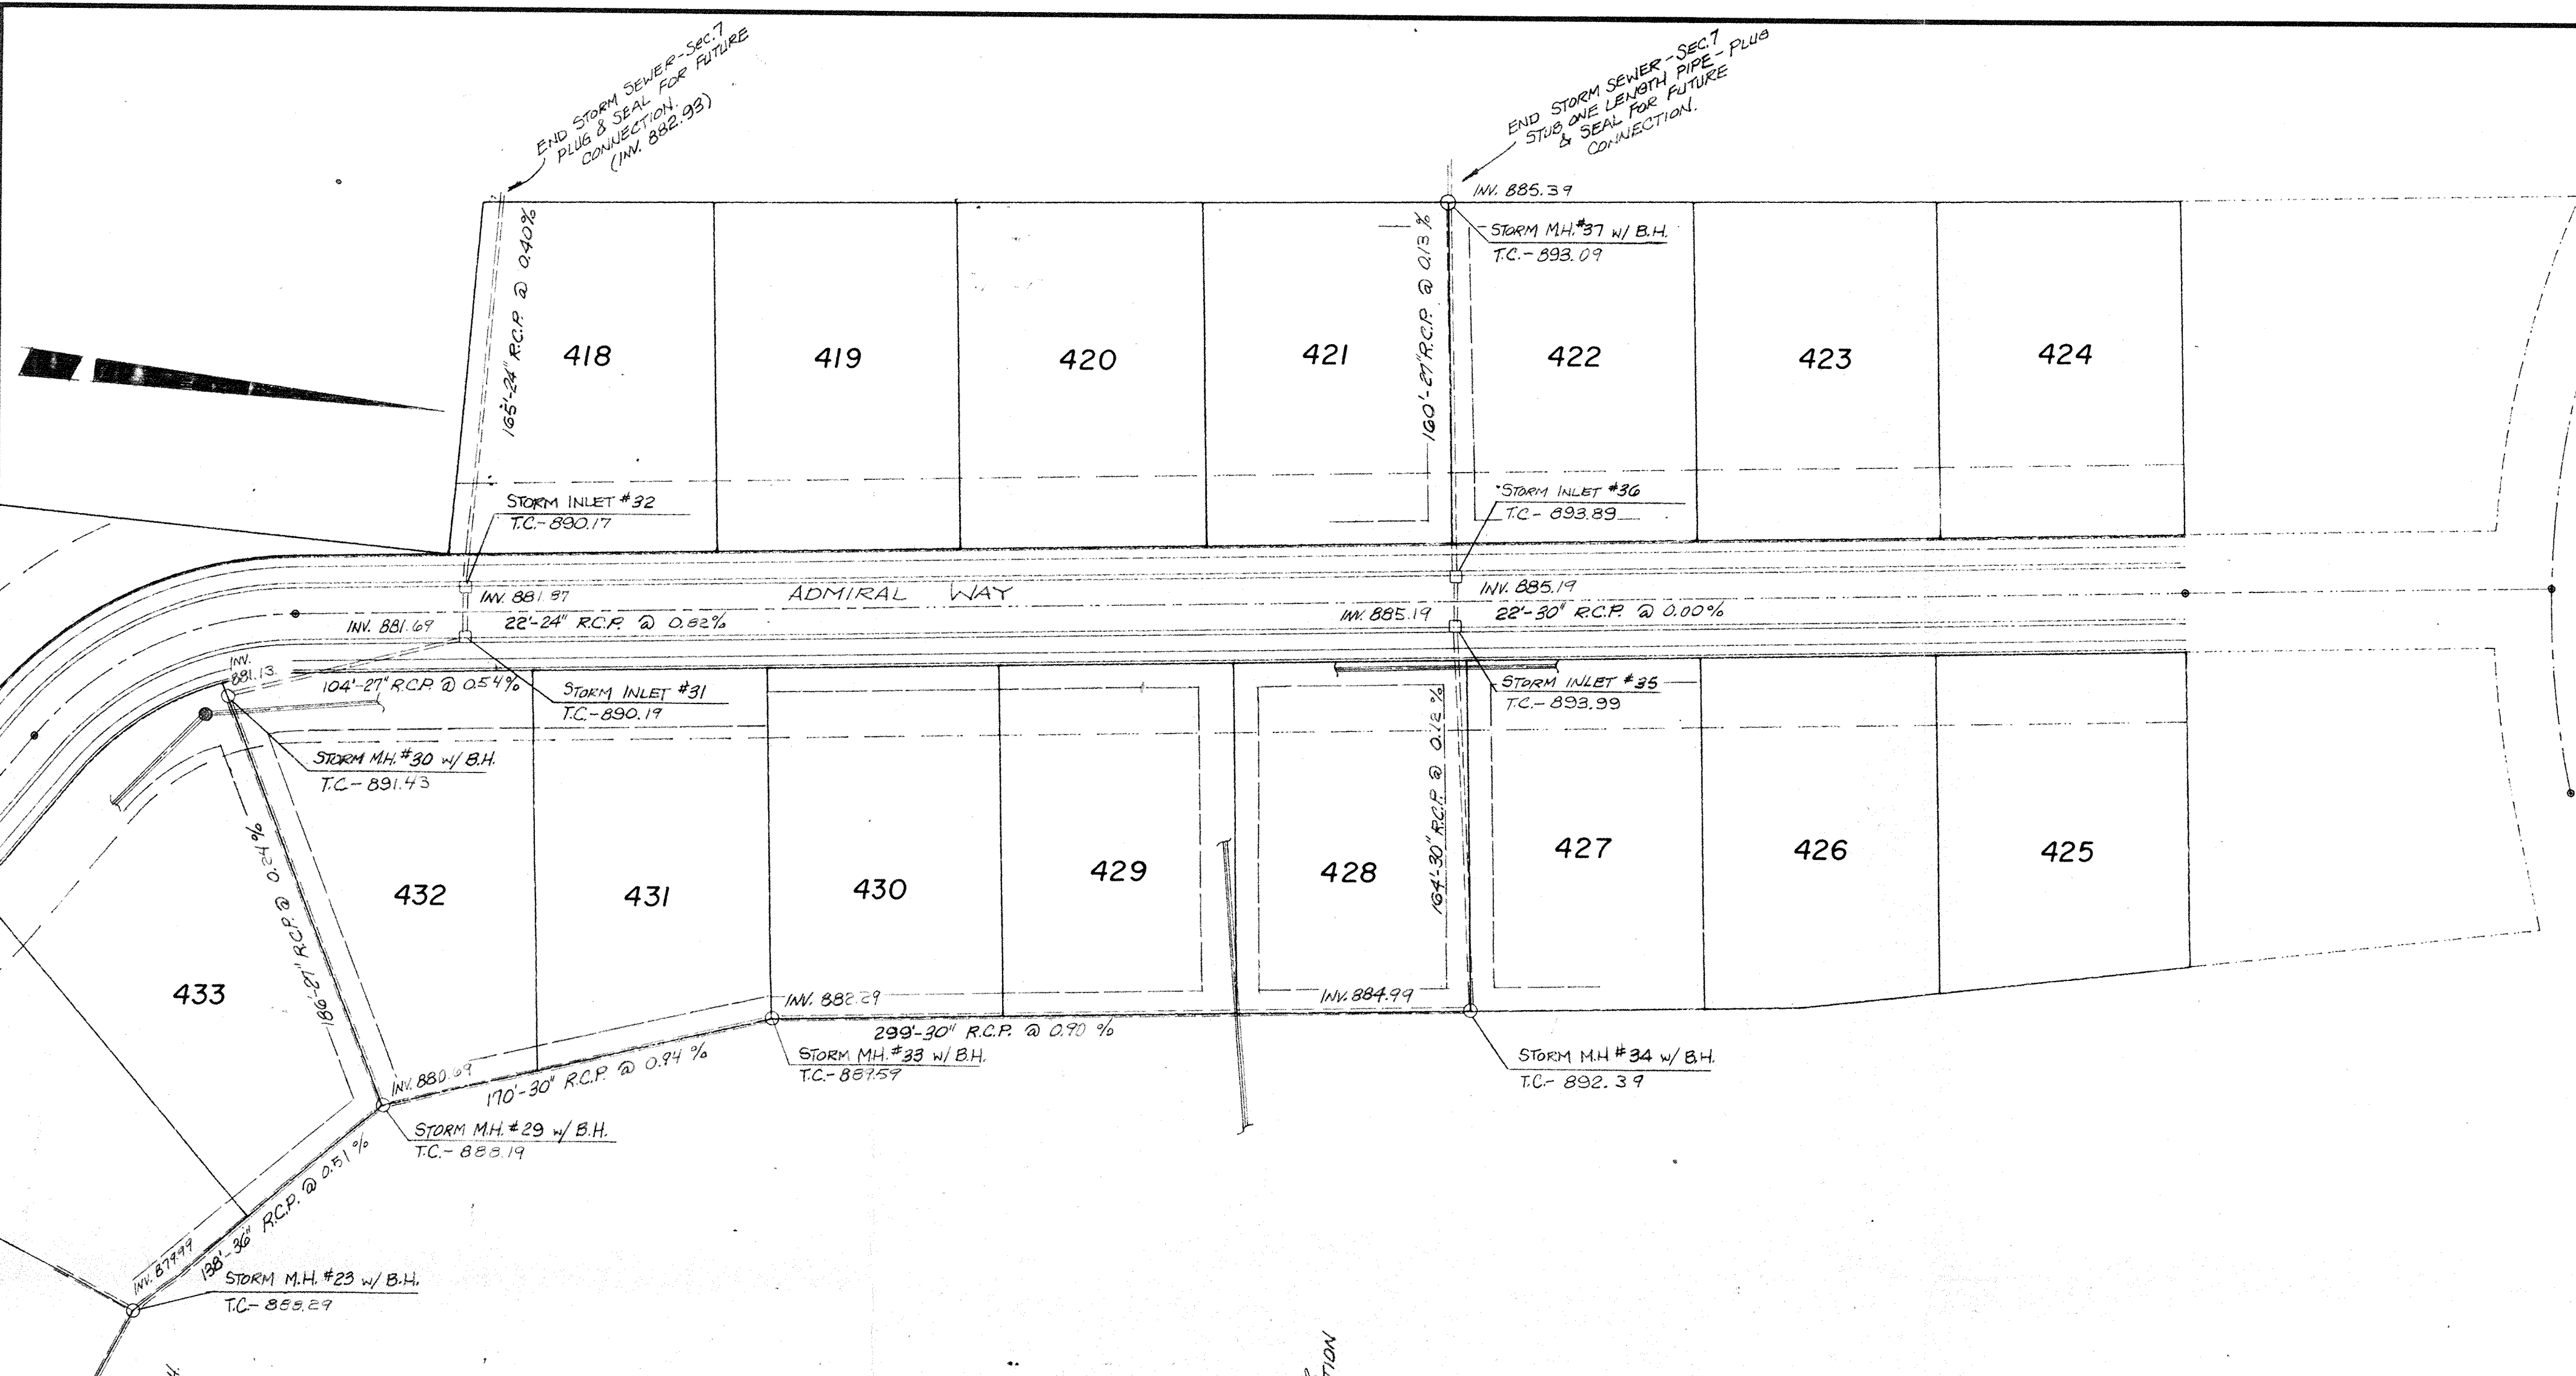 END STORM SEWER-SEC.7
PLUG & SEAL FOR FUTURE
CONNECTION.
(INV. 882.93)
END STORM SEWER-SEC.7
STUB ONE LENGTH PIPE-PLUG
& SEAL FOR FUTURE
CONNECTION.
INV. 885.39
STORM M.H.#37 w/ B.H.
T.C.-893.09
165'-24" R.C.P. @ 0.40%
160'-27" R.C.P. @ 0.13%
418
419
420
421
422
423
424
STORM INLET #32
T.C.-890.17
STORM INLET #36
T.C-893.89
INV. 881.87
ADMIRAL WAY
INV. 885.19
INV. 881.69
22'-24" R.C.P. @ 0.82%
INV. 885.19
22'-30" R.C.P. @ 0.00%
INV.
881.13
104'-27" R.C.P. @ 0.54%
STORM INLET #31
T.C.-890.19
STORM INLET #35
T.C.-893.99
STORM M.H.#30 w/ B.H.
T.C-891.43
186'-27" R.C.P. @ 0.24%
164'-30" R.C.P. @ 0.12%
433
432
431
430
429
428
427
426
425
INV. 882.29
INV. 884.99
299'-30" R.C.P. @ 0.90%
STORM M.H.#33 w/ B.H.
T.C.-889.59
STORM M.H #34 w/ B.H.
T.C.- 892.39
INV. 880.69
170'-30" R.C.P. @ 0.94%
STORM M.H.#29 w/ B.H.
T.C.-888.19
138'-36" R.C.P. @ 0.51%
INV. 879.99
STORM M.H. #23 w/ B.H.
T.C-888.29